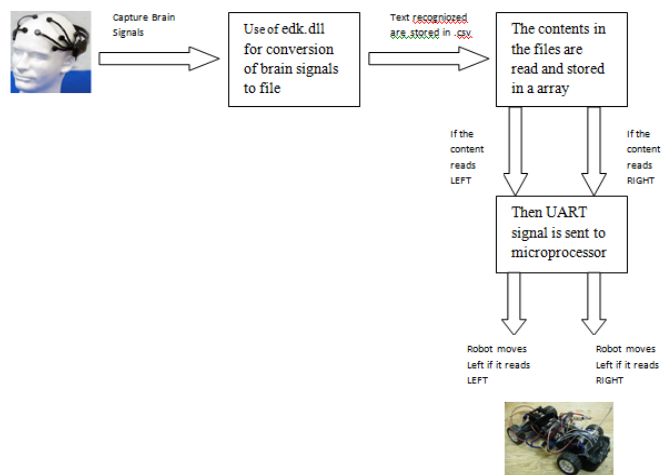 Capture Brain
Signals
Use of edk.dll
for conversion
of brain signals
to file
Text recogniozed
are stored in .csv
The contents in
the files are
read and stored
in a array
If the
content
reads
LEFT
If the
content
reads
RIGHT
Then UART
signal is sent to
microprocessor
Robot moves
Left if it reads
LEFT
Robot moves
Left if it reads
RIGHT